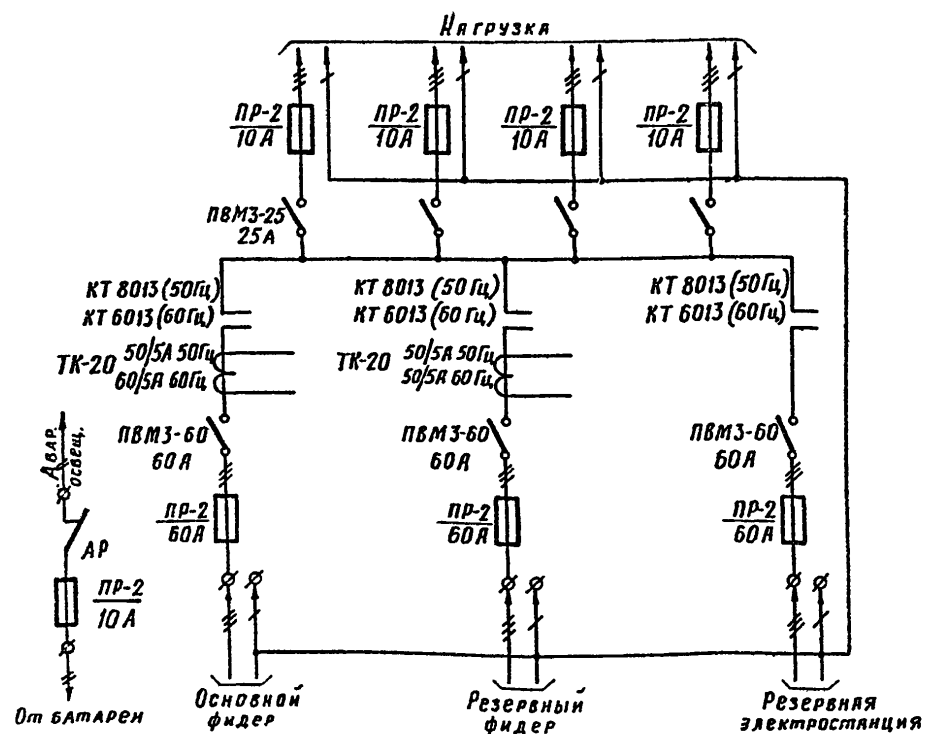 Нагрузка
ПР-2
10А
ПР-2
10А
ПР-2
10А
ПР-2
10А
ПВМ3-25
25А
КТ 8013 (50Гц)
КТ 6013 (60Гц)
КТ 8013 (50Гц)
КТ 6013 (60Гц)
КТ 8013 (50Гц)
КТ 6013 (60Гц)
ТК-20
50/5А 50Гц
60/5А 60Гц
ТК-20
50/5А 50Гц
50/5А 60Гц
ПВМ3-60
60А
ПВМ3-60
60А
ПВМ3-60
60А
Авар.
освещ.
АР
ПР-2
10А
ПР-2
60А
ПР-2
60А
ПР-2
60А
От батареи
Основной
фидер
Резервный
фидер
Резервная
электростанция